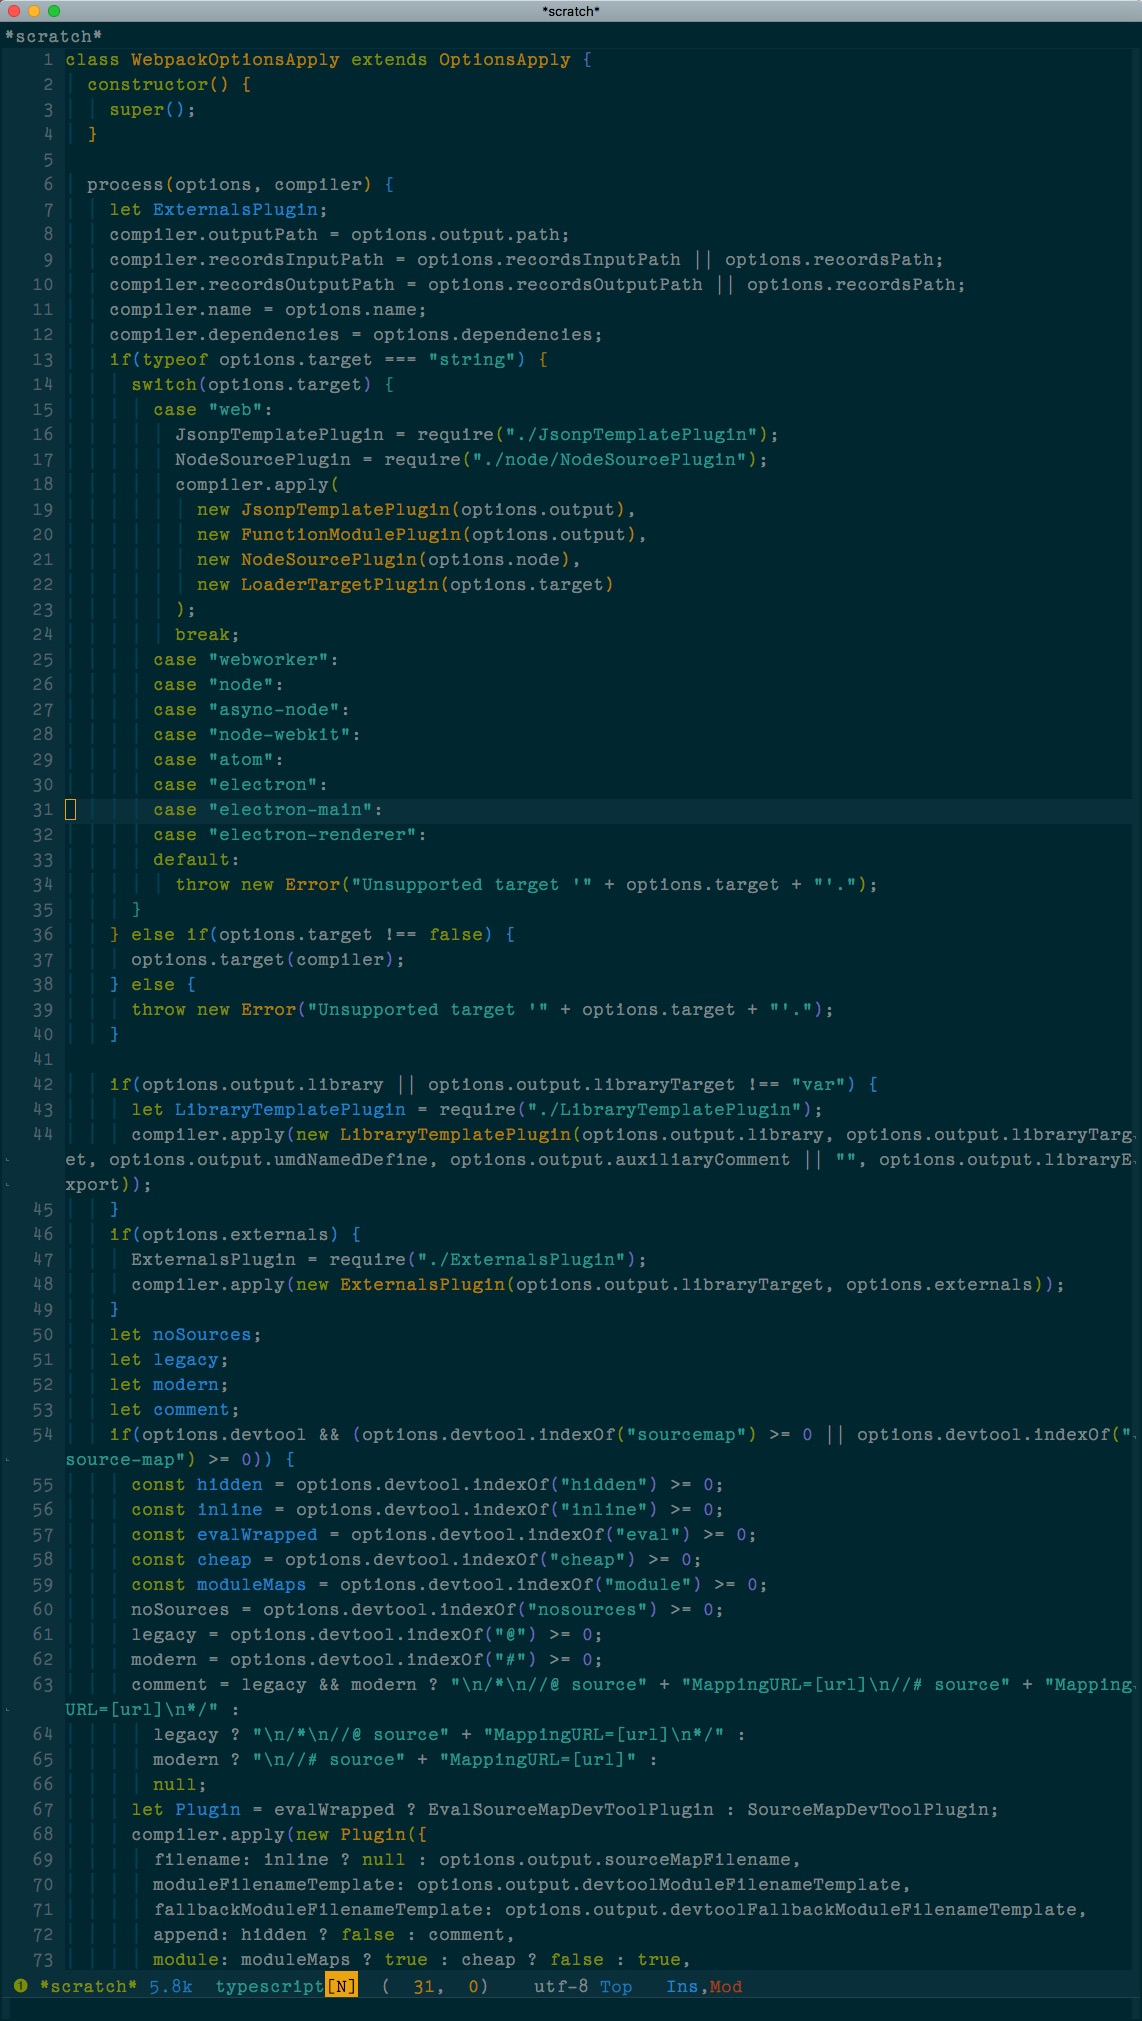 *scratch*
*scratch*
1 class WebpackOptionsApply extends OptionsApply {
2 constructor() {
3 super();
4 }
5
6 process(options, compiler) {
7 let ExternalsPlugin;
8 compiler.outputPath = options.output.path;
9 compiler.recordsInputPath = options.recordsInputPath || options.recordsPath;
10 compiler.recordsOutputPath = options.recordsOutputPath || options.recordsPath;
11 compiler.name = options.name;
12 compiler.dependencies = options.dependencies;
13 if(typeof options.target === "string") {
14 switch(options.target) {
15 case "web":
16 JsonpTemplatePlugin = require("./JsonpTemplatePlugin");
17 NodeSourcePlugin = require("./node/NodeSourcePlugin");
18 compiler.apply(
19 new JsonpTemplatePlugin(options.output),
20 new FunctionModulePlugin(options.output),
21 new NodeSourcePlugin(options.node),
22 new LoaderTargetPlugin(options.target)
23 );
24 break;
25 case "webworker":
26 case "node":
27 case "async-node":
28 case "node-webkit":
29 case "atom":
30 case "electron":
31 case "electron-main":
32 case "electron-renderer":
33 default:
34 throw new Error("Unsupported target '" + options.target + "'.");
35 }
36 } else if(options.target !== false) {
37 options.target(compiler);
38 } else {
39 throw new Error("Unsupported target '" + options.target + "'.");
40 }
41
42 if(options.output.library || options.output.libraryTarget !== "var") {
43 let LibraryTemplatePlugin = require("./LibraryTemplatePlugin");
44 compiler.apply(new LibraryTemplatePlugin(options.output.library, options.output.libraryTarg
et, options.output.umdNamedDefine, options.output.auxiliaryComment || "", options.output.libraryE
xport));
45 }
46 if(options.externals) {
47 ExternalsPlugin = require("./ExternalsPlugin");
48 compiler.apply(new ExternalsPlugin(options.output.libraryTarget, options.externals));
49 }
50 let noSources;
51 let legacy;
52 let modern;
53 let comment;
54 if(options.devtool && (options.devtool.indexOf("sourcemap") >= 0 || options.devtool.indexOf("
source-map") >= 0)) {
55 const hidden = options.devtool.indexOf("hidden") >= 0;
56 const inline = options.devtool.indexOf("inline") >= 0;
57 const evalWrapped = options.devtool.indexOf("eval") >= 0;
58 const cheap = options.devtool.indexOf("cheap") >= 0;
59 const moduleMaps = options.devtool.indexOf("module") >= 0;
60 noSources = options.devtool.indexOf("nosources") >= 0;
61 legacy = options.devtool.indexOf("@") >= 0;
62 modern = options.devtool.indexOf("#") >= 0;
63 comment = legacy && modern ? "\n/*\n//@ source" + "MappingURL=[url]\n//# source" + "Mapping
URL=[url]\n*/" :
64 legacy ? "\n/*\n//@ source" + "MappingURL=[url]\n*/" :
65 modern ? "\n//# source" + "MappingURL=[url]" :
66 null;
67 let Plugin = evalWrapped ? EvalSourceMapDevToolPlugin : SourceMapDevToolPlugin;
68 compiler.apply(new Plugin({
69 filename: inline ? null : options.output.sourceMapFilename,
70 moduleFilenameTemplate: options.output.devtoolModuleFilenameTemplate,
71 fallbackModuleFilenameTemplate: options.output.devtoolFallbackModuleFilenameTemplate,
72 append: hidden ? false : comment,
73 module: moduleMaps ? true : cheap ? false : true,
❶ *scratch* 5.8k typescript[N] ( 31, 0) utf-8 Top Ins,Mod